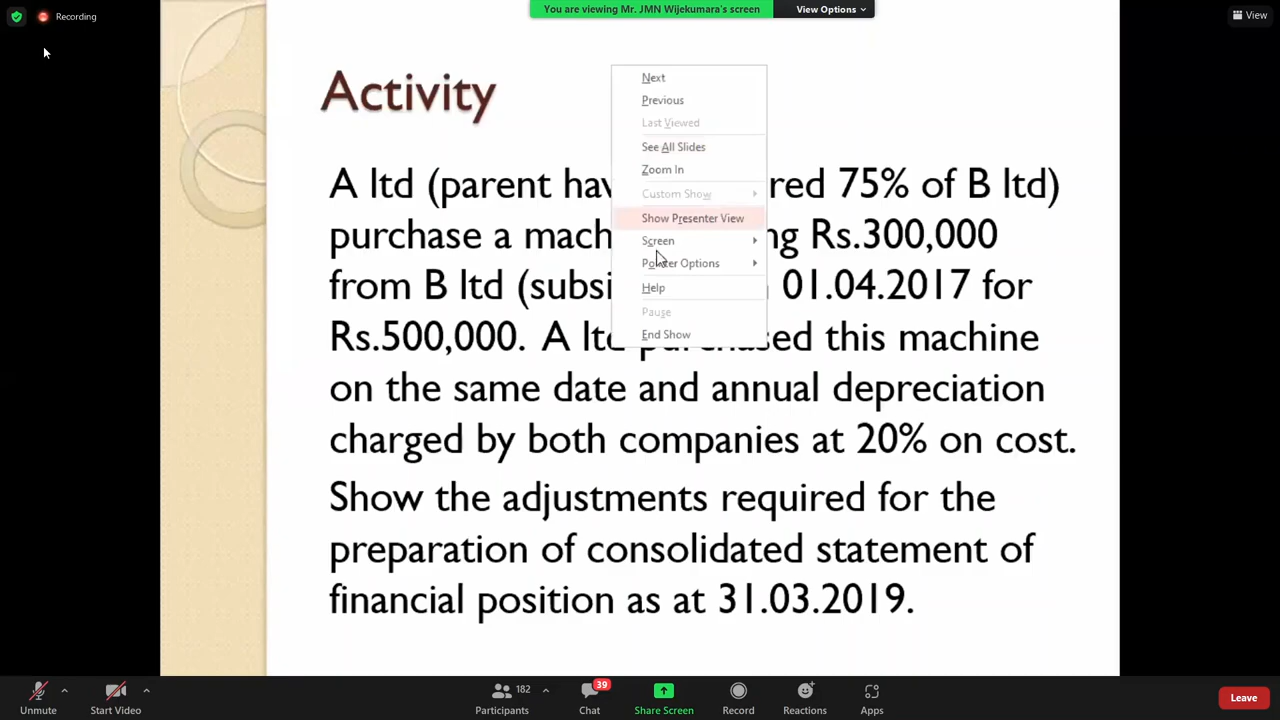 Recording
You are viewing Mr. JMN Wijekumara's screen
View Options
View
Activity
A ltd (parent red 75% of B ltd)
purchase a Rs.300,000
from B ltd 01.04.2017 for
Rs.500,000. A this machine
on the same date and annual depreciation
charged by both companies at 20% on cost.
Show the adjustments required for the
preparation of consolidated statement of
financial position as at 31.03.2019.
Next
Previous
Last Viewed
See All Slides
Zoom In
Custom Show
Show Presenter View
Screen
Pointer Options
Help
Pause
End Show
Unmute
Start Video
182
Participants
39
Chat
Share Screen
Record
Reactions
Apps
Leave